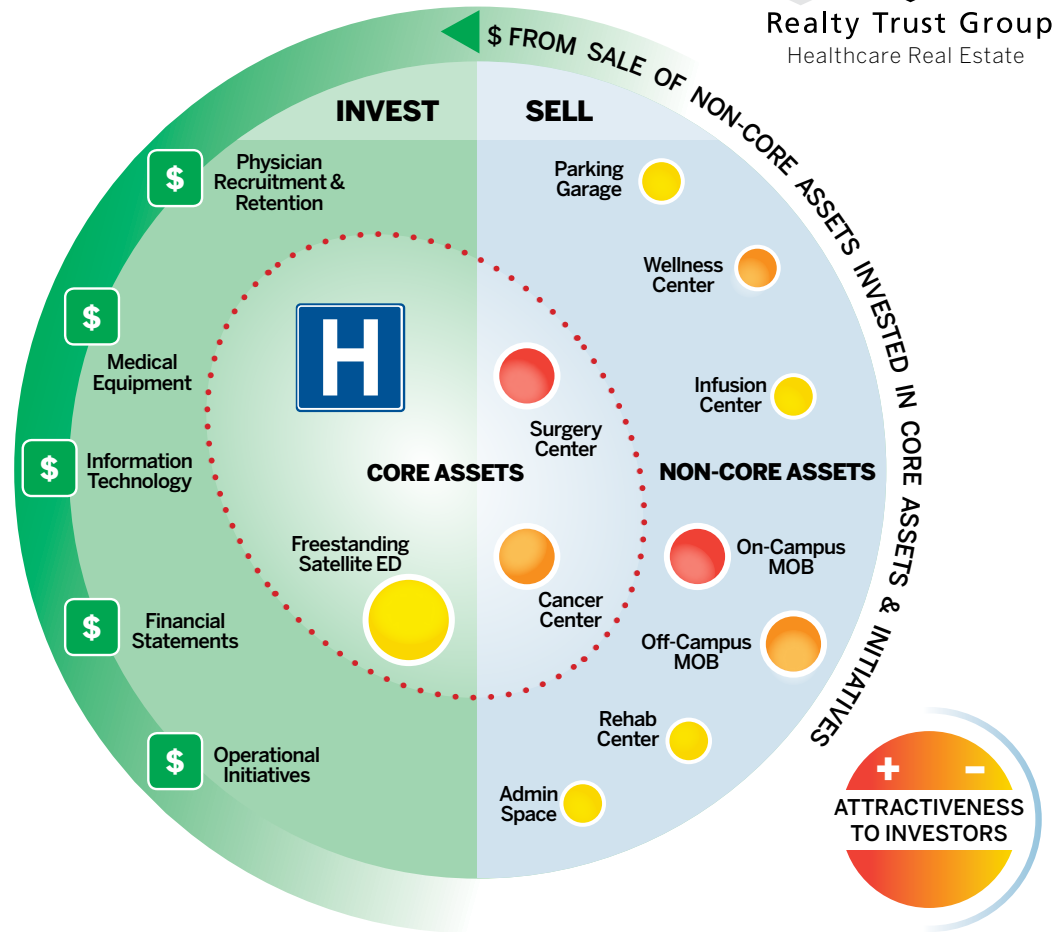 Realty Trust Group
Healthcare Real Estate
$ FROM SALE OF NON-CORE ASSETS INVESTED IN CORE ASSETS & INITIATIVES
INVEST
SELL
$
Physician
Recruitment &
Retention
Parking
Garage
Wellness
Center
$
Medical
Equipment
H
Infusion
Center
Surgery
Center
$
Information
Technology
CORE ASSETS
NON-CORE ASSETS
Freestanding
Satellite ED
On-Campus
MOB
Cancer
Center
$
Financial
Statements
Off-Campus
MOB
Rehab
Center
$
Operational
Initiatives
Admin
Space
+ −
ATTRACTIVENESS
TO INVESTORS